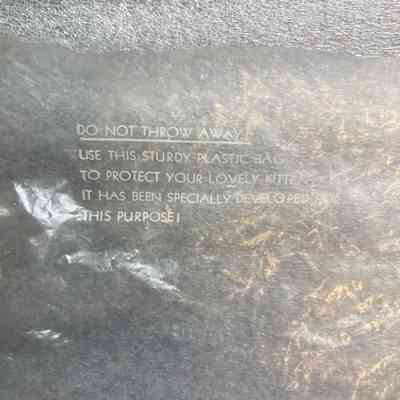 DO NOT THROW AWAY!
USE THIS STURDY PLASTIC BAG
TO PROTECT YOUR LOVELY
IT HAS BEEN SPECIALLY DEVELOPED
THIS PURPOSE!